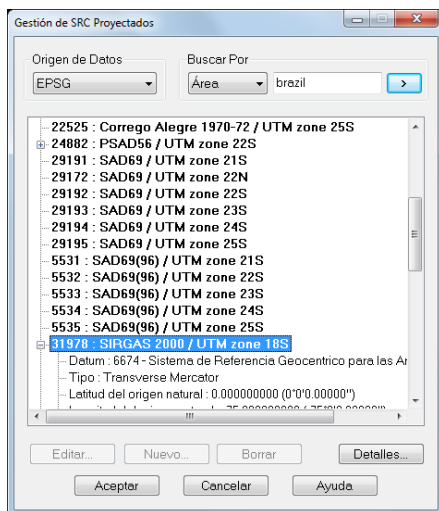 Gestión de SRC Proyectados
Origen de Datos
Buscar Por
EPSG
Área
brazil
>
22525 : Corrego Alegre 1970-72 / UTM zone 25S
24882 : PSAD56 / UTM zone 22S
29191 : SAD69 / UTM zone 21S
29172 : SAD69 / UTM zone 22N
29192 : SAD69 / UTM zone 22S
29193 : SAD69 / UTM zone 23S
29194 : SAD69 / UTM zone 24S
29195 : SAD69 / UTM zone 25S
5531 : SAD69(96) / UTM zone 21S
5532 : SAD69(96) / UTM zone 22S
5533 : SAD69(96) / UTM zone 23S
5534 : SAD69(96) / UTM zone 24S
5535 : SAD69(96) / UTM zone 25S
31978 : SIRGAS 2000 / UTM zone 18S
Datum : 6674 - Sistema de Referencia Geocentrico para las Ar
Tipo : Transverse Mercator
Latitud del origen natural : 0.000000000 (0°0'0.00000")
Editar...
Nuevo...
Borrar
Detalles...
Aceptar
Cancelar
Ayuda